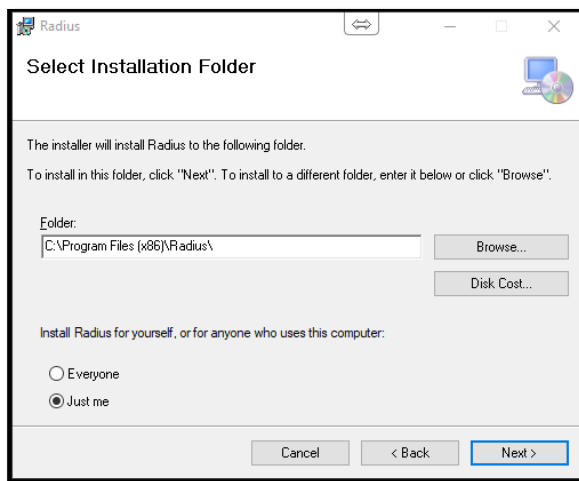 Radius
Select Installation Folder
The installer will install Radius to the following folder.
To install in this folder, click "Next". To install to a different folder, enter it below or click "Browse".
Folder:
C:\Program Files (x86)\Radius\
Browse...
Disk Cost...
Install Radius for yourself, or for anyone who uses this computer:
Everyone
Just me
Cancel
< Back
Next >